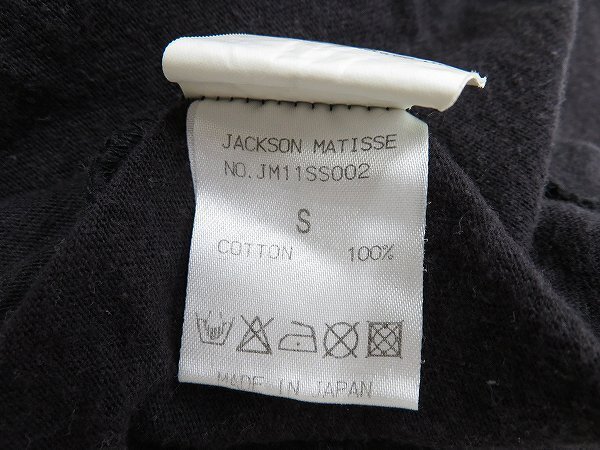 JACKSON MATISSE
NO.JM11SS002
S
COTTON 100%
MADE IN JAPAN